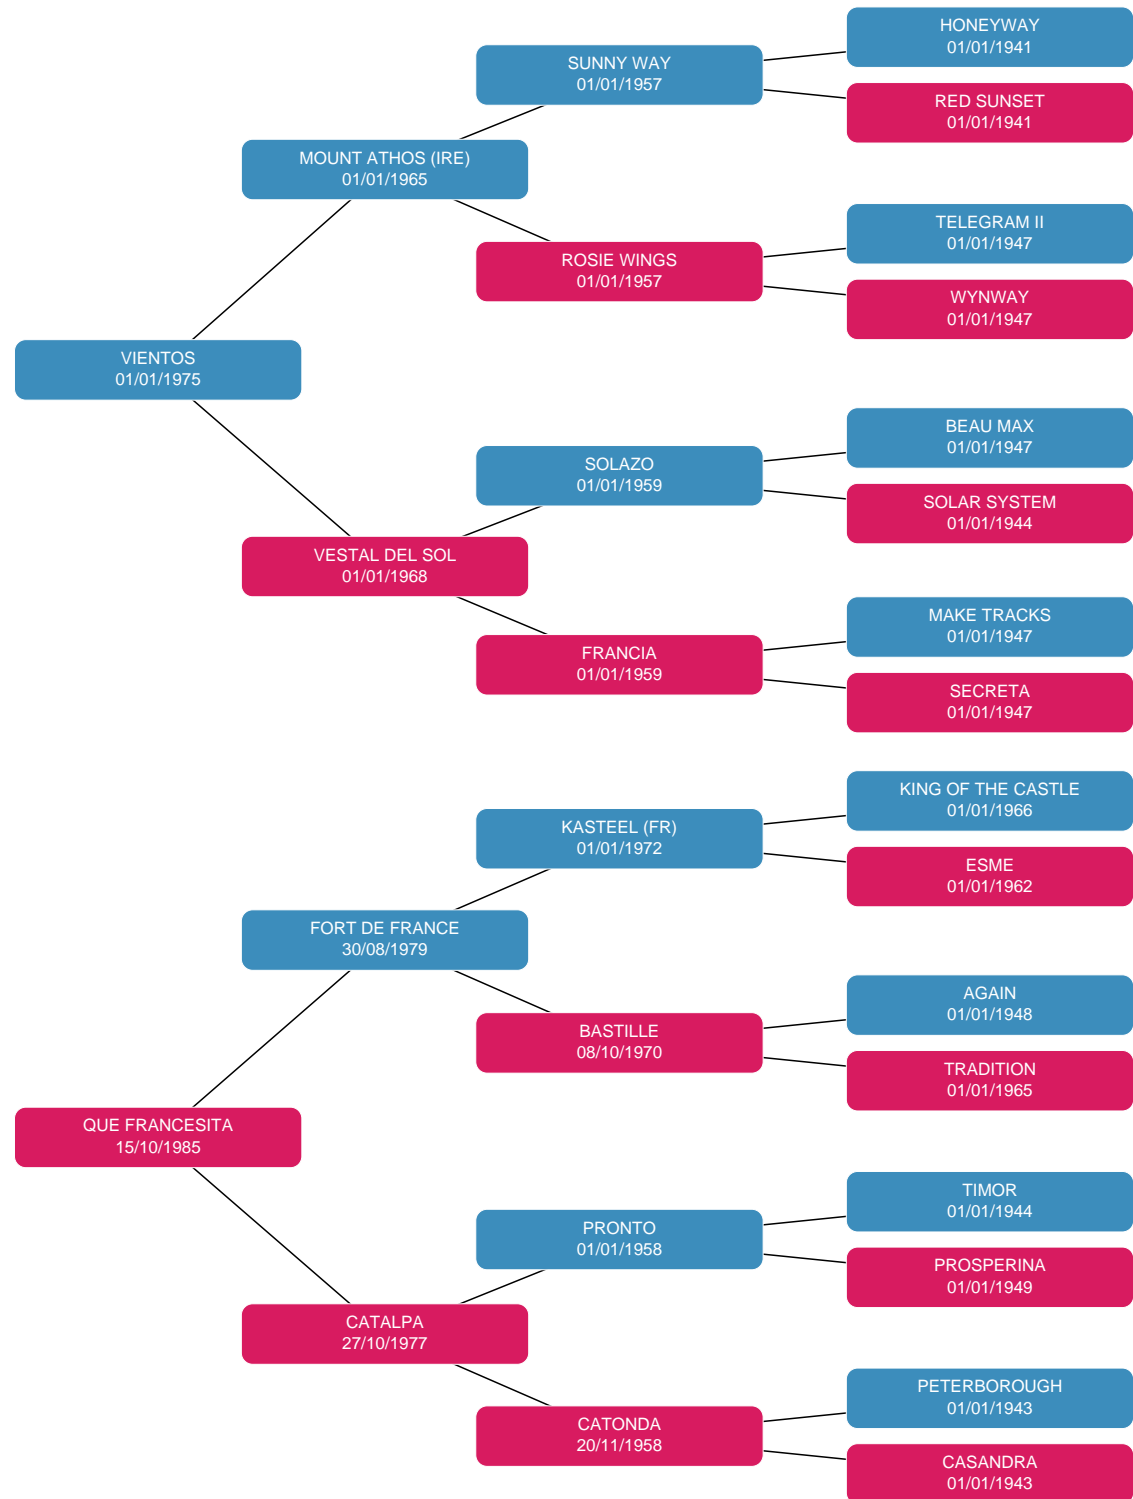 HONEYWAY
01/01/1941
SUNNY WAY
01/01/1957
RED SUNSET
01/01/1941
MOUNT ATHOS (IRE)
01/01/1965
TELEGRAM II
01/01/1947
ROSIE WINGS
01/01/1957
WYNWAY
01/01/1947
VIENTOS
01/01/1975
BEAU MAX
01/01/1947
SOLAZO
01/01/1959
SOLAR SYSTEM
01/01/1944
VESTAL DEL SOL
01/01/1968
MAKE TRACKS
01/01/1947
FRANCIA
01/01/1959
SECRETA
01/01/1947
KING OF THE CASTLE
01/01/1966
KASTEEL (FR)
01/01/1972
ESME
01/01/1962
FORT DE FRANCE
30/08/1979
AGAIN
01/01/1948
BASTILLE
08/10/1970
TRADITION
01/01/1965
QUE FRANCESITA
15/10/1985
TIMOR
01/01/1944
PRONTO
01/01/1958
PROSPERINA
01/01/1949
CATALPA
27/10/1977
PETERBOROUGH
01/01/1943
CATONDA
20/11/1958
CASANDRA
01/01/1943